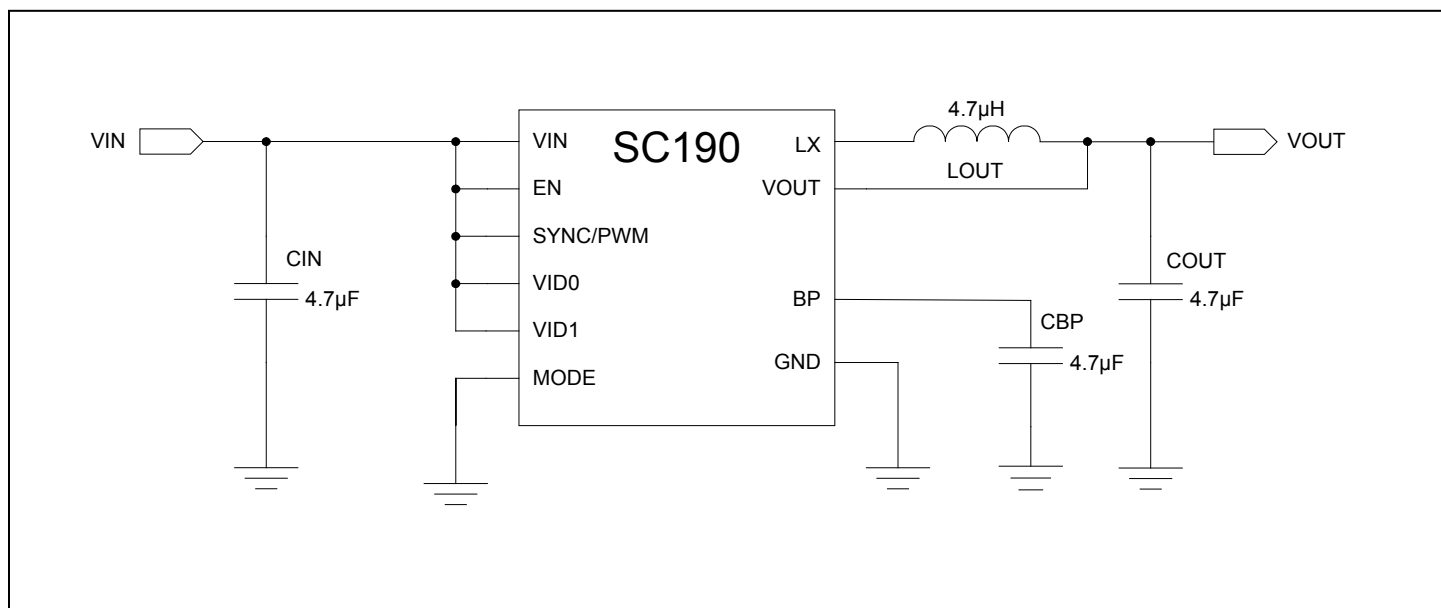 VIN
SC190
VIN
EN
SYNC/PWM
VID0
VID1
MODE
LX
VOUT
BP
GND
4.7µH
LOUT
VOUT
CIN
4.7µF
CBP
4.7µF
COUT
4.7µF